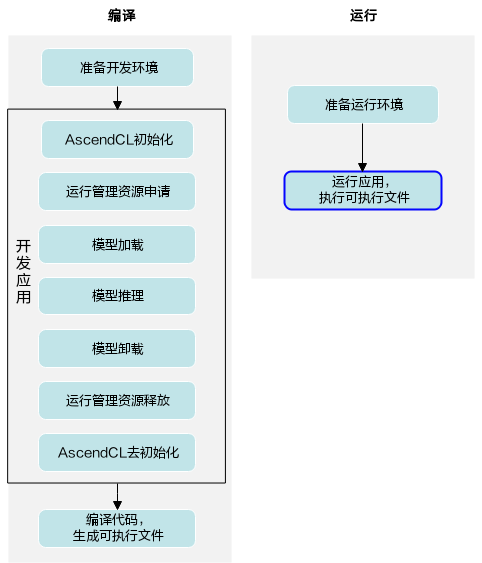 编译
准备开发环境
开
发
应
用
AscendCL初始化
运行管理资源申请
模型加载
模型推理
模型卸载
运行管理资源释放
AscendCL去初始化
编译代码，
生成可执行文件
运行
准备运行环境
运行应用，
执行可执行文件